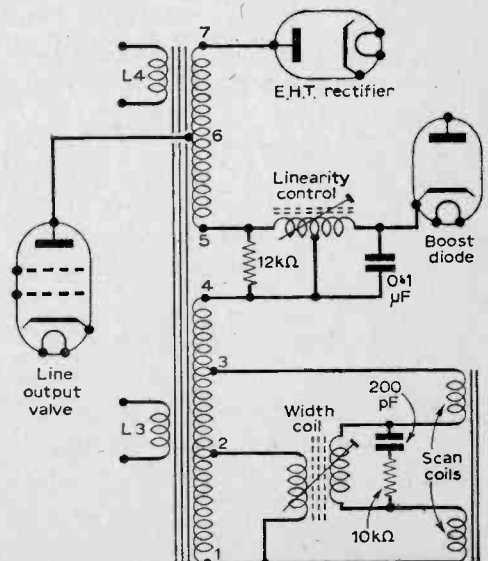 7
L4
E.H.T. rectifier
6
Linearity
control
5
12kΩ
0·1
μF
Boost
diode
4
Line
output
valve
3
200
pF
Width
coil
L3
2
Scan
coils
10kΩ
1